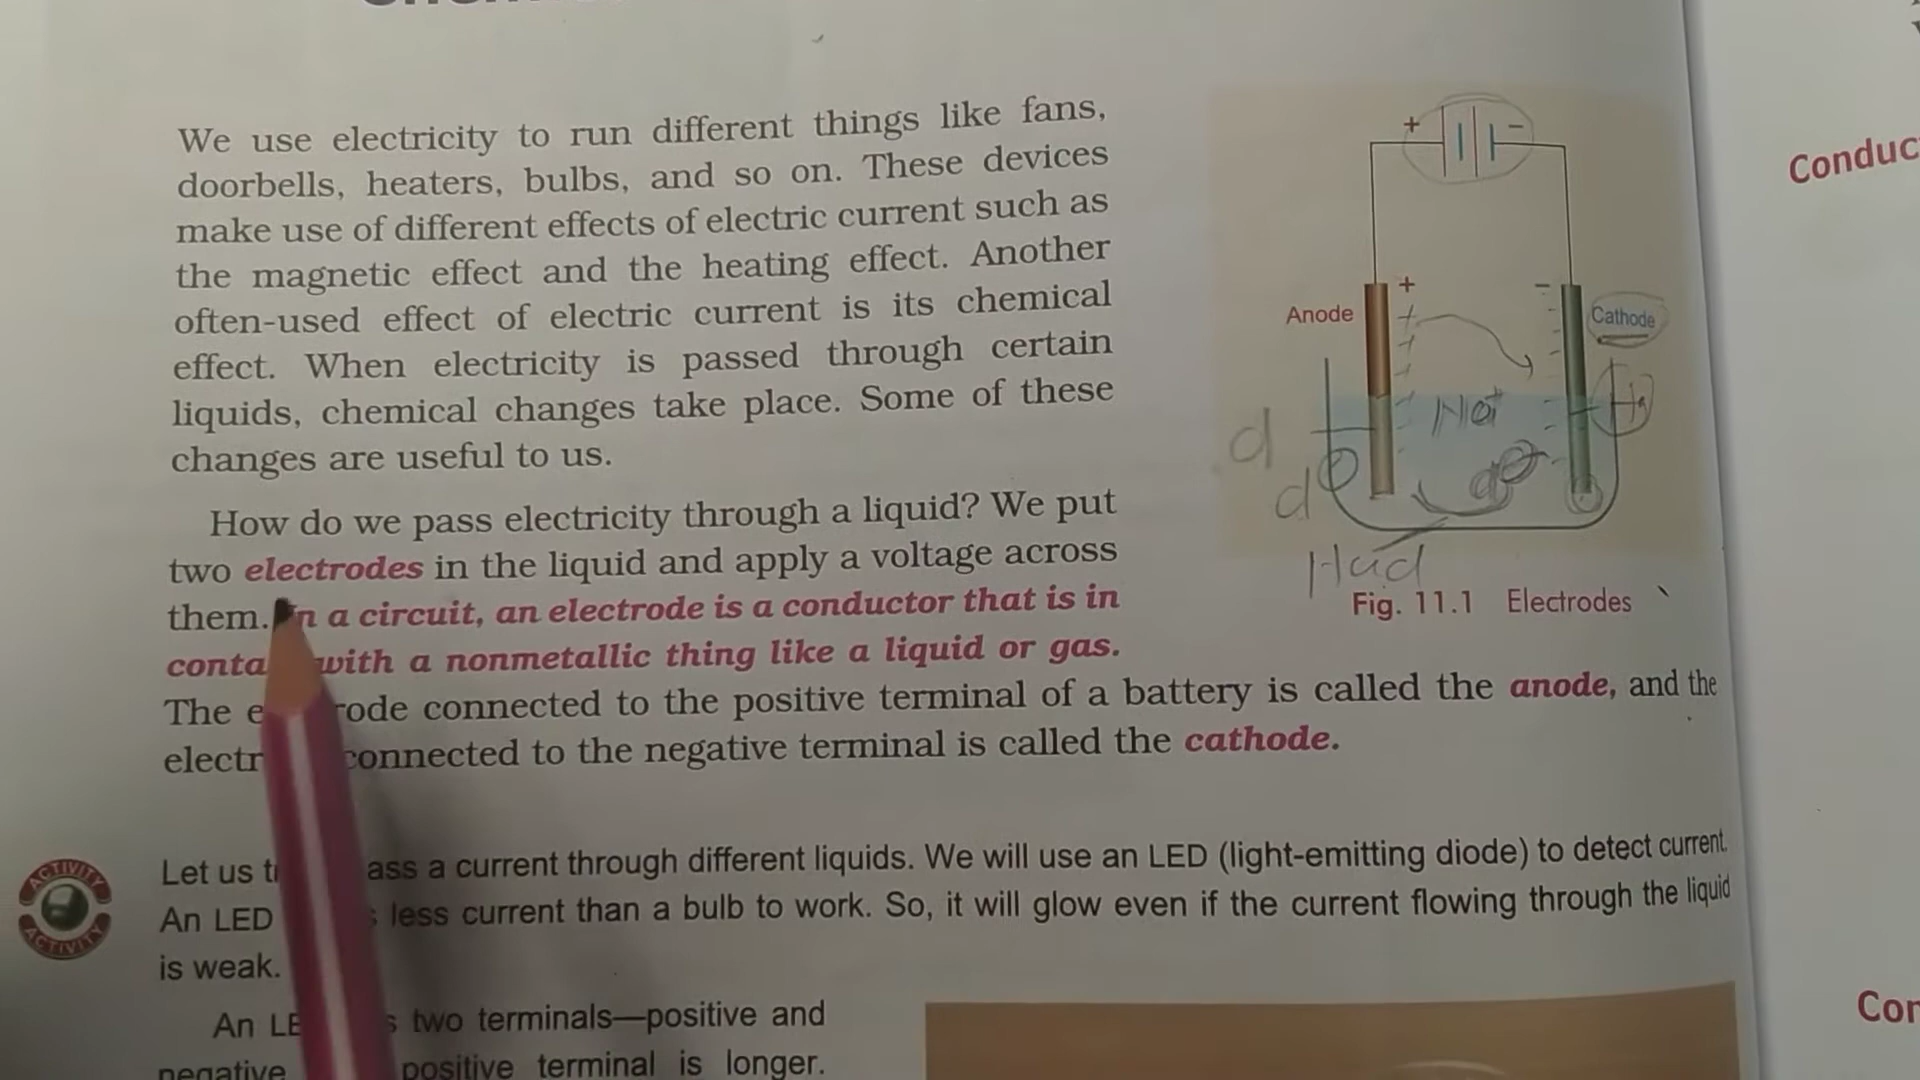 We use electricity to run different things like fans,
doorbells, heaters, bulbs, and so on. These devices
make use of different effects of electric current such as
the magnetic effect and the heating effect. Another
often-used effect of electric current is its chemical
effect. When electricity is passed through certain
liquids, chemical changes take place. Some of these
changes are useful to us.
How do we pass electricity through a liquid? We put
two electrodes in the liquid and apply a voltage across
them. In a circuit, an electrode is a conductor that is in
with a nonmetallic thing like a liquid or gas.
The connected to the positive terminal of a battery is called the anode, and the
connected to the negative terminal is called the cathode.
+ −
+ −
Anode
Cathode
Fig. 11.1 Electrodes
ACTIVITY
ACTIVITY
Let us a current through different liquids. We will use an LED (light-emitting diode) to detect current.
An LED less current than a bulb to work. So, it will glow even if the current flowing through the liquid
is weak.
An two terminals—positive and
negative positive terminal is longer.